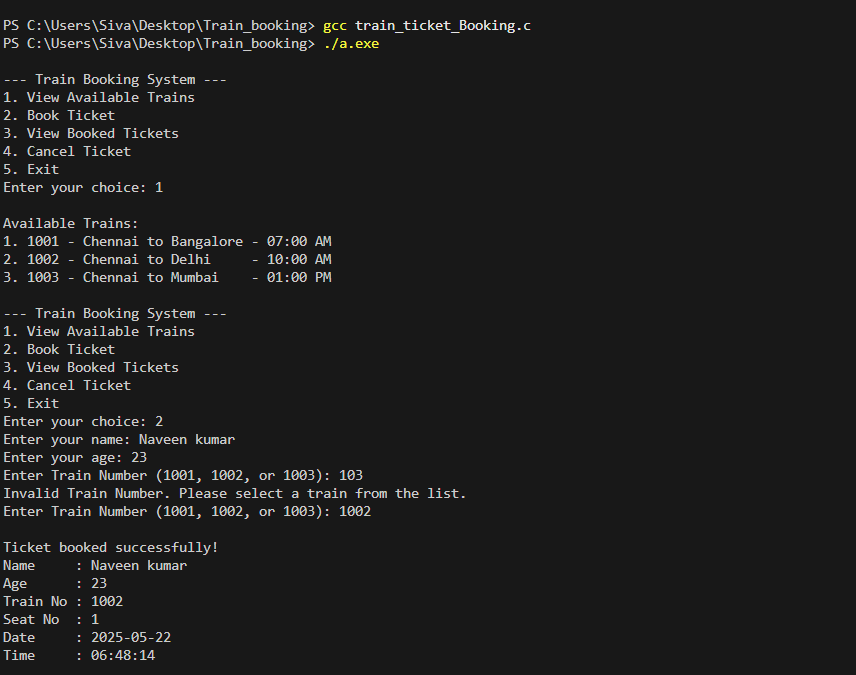 PS C:\Users\Siva\Desktop\Train_booking> gcc train_ticket_Booking.c
PS C:\Users\Siva\Desktop\Train_booking> ./a.exe

--- Train Booking System ---
1. View Available Trains
2. Book Ticket
3. View Booked Tickets
4. Cancel Ticket
5. Exit
Enter your choice: 1

Available Trains:
1. 1001 - Chennai to Bangalore - 07:00 AM
2. 1002 - Chennai to Delhi     - 10:00 AM
3. 1003 - Chennai to Mumbai    - 01:00 PM

--- Train Booking System ---
1. View Available Trains
2. Book Ticket
3. View Booked Tickets
4. Cancel Ticket
5. Exit
Enter your choice: 2
Enter your name: Naveen kumar
Enter your age: 23
Enter Train Number (1001, 1002, or 1003): 103
Invalid Train Number. Please select a train from the list.
Enter Train Number (1001, 1002, or 1003): 1002

Ticket booked successfully!
Name     : Naveen kumar
Age      : 23
Train No : 1002
Seat No  : 1
Date     : 2025-05-22
Time     : 06:48:14